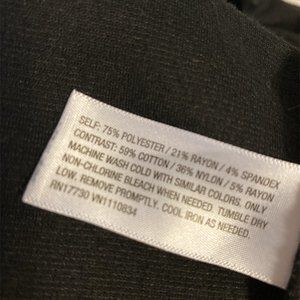 SELF: 75% POLYESTER / 21% RAYON / 4% SPANDEX
CONTRAST: 59% COTTON / 36% NYLON / 5% RAYON
MACHINE WASH COLD WITH SIMILAR COLORS. ONLY
NON-CHLORINE BLEACH WHEN NEEDED. TUMBLE DRY
LOW. REMOVE PROMPTLY. COOL IRON AS NEEDED.
RN17730 VN1110834